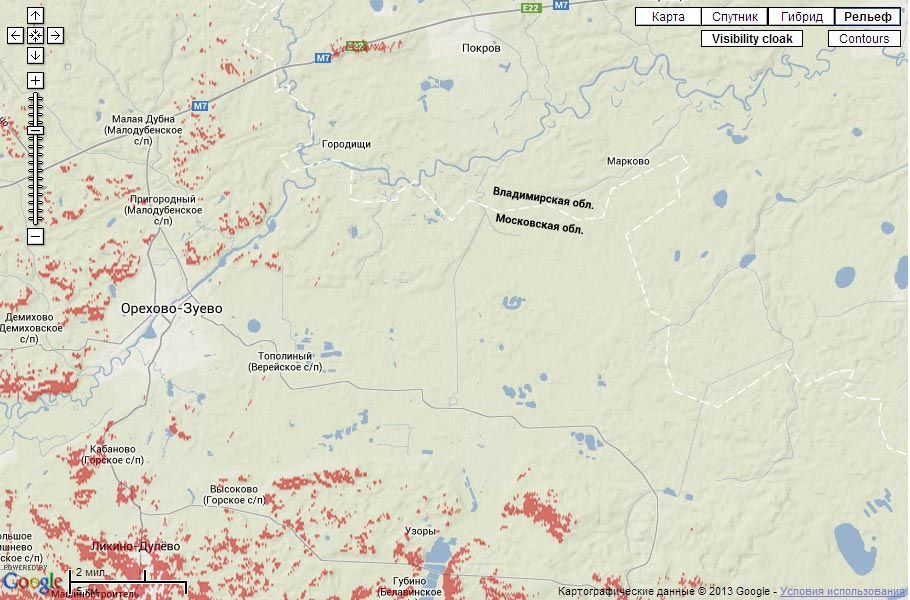 E22
M7
Карта
Спутник
Гибрид
Рельеф
Visibility cloak
Contours
E22
M7
Покров
M7
Малая Дубна
(Малодубенское
с/п)
Городищи
Марково
Пригородный
(Малодубенское
с/п)
Владимирская обл.
Московская обл.
Орехово-Зуево
Демихово
Демиховское
с/п)
Тополиный
(Верейское с/п)
Кабаново
(Горское с/п)
Высоково
(Горское с/п)
Узоры
Ликино-Дулёво
ское с/п)
POWERED BY
Google
2 мил.
5 км
Машиностроитель
Губино
(Белавинское
Картографические данные © 2013 Google - Условия использования